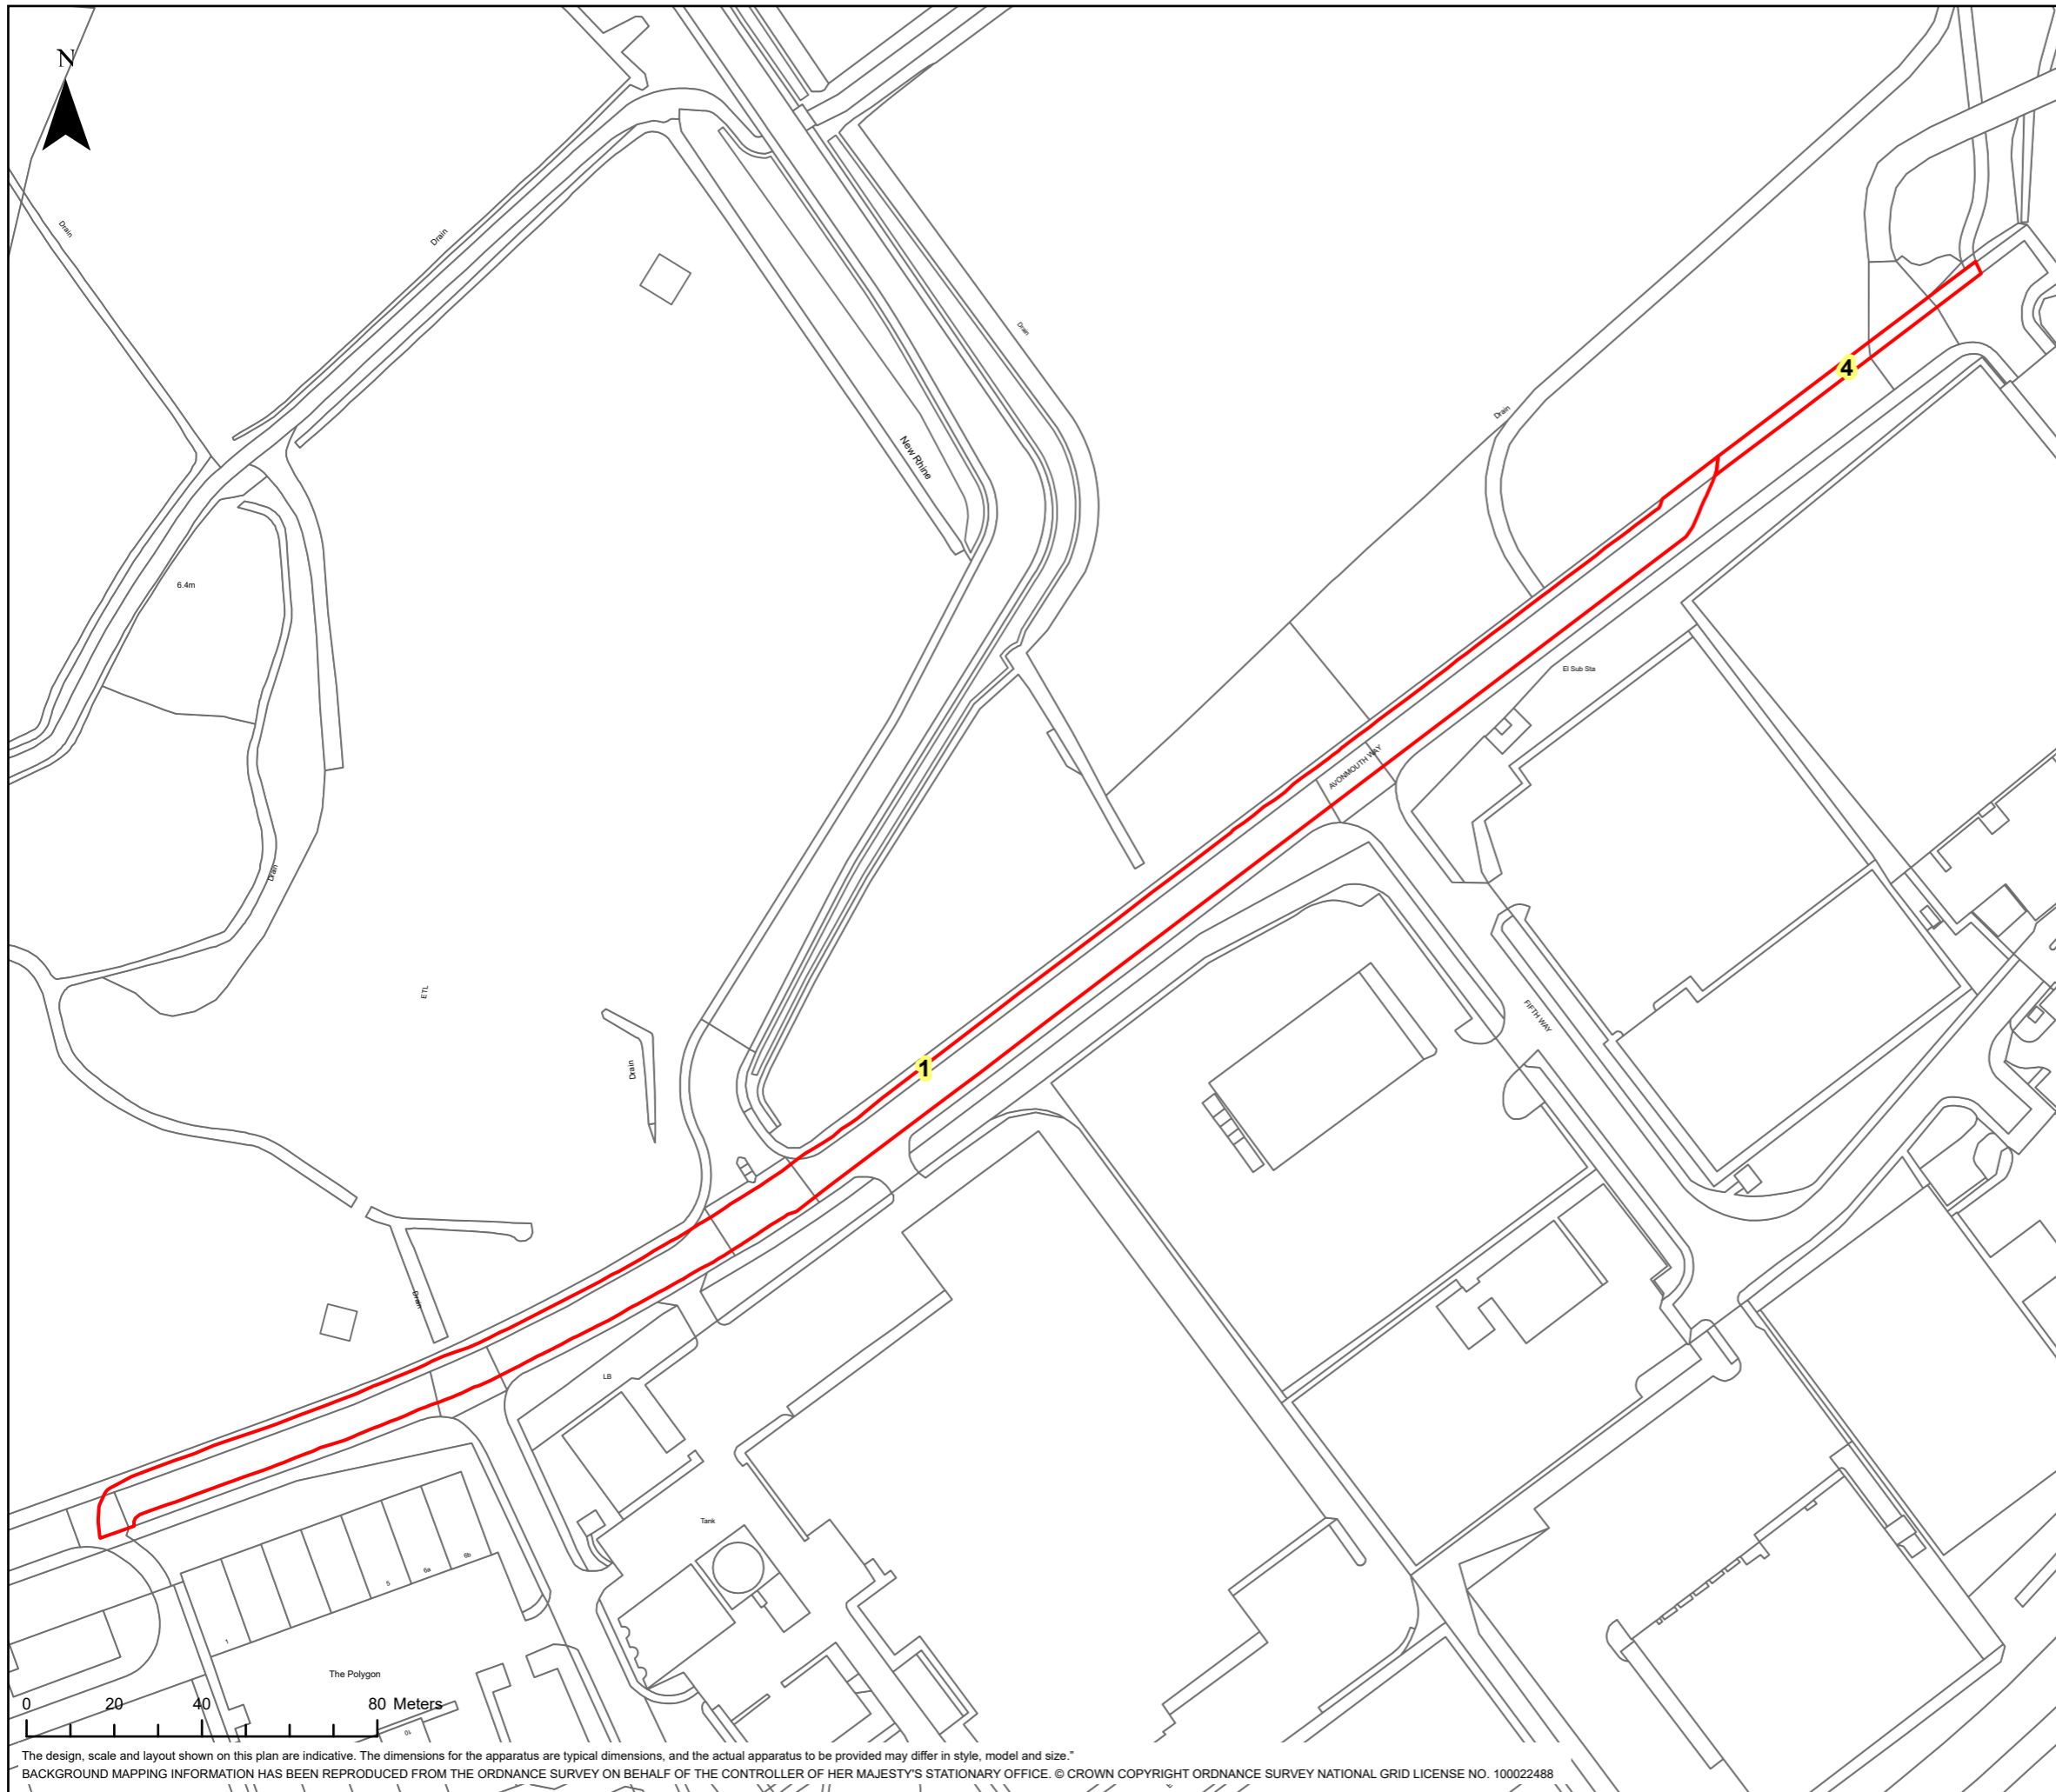 N
Drain
Drain
Drain
New Rhine
Drain
4
6.4m
El Sub Sta
AVONMOUTH WAY
Drain
ETL
FIFTH WAY
Drain
1
Drain
LB
Tank
6b
6a
5
1
The Polygon
10
0 20 40 80 Meters
The design, scale and layout shown on this plan are indicative. The dimensions for the apparatus are typical dimensions, and the actual apparatus to be provided may differ in style, model and size."
BACKGROUND MAPPING INFORMATION HAS BEEN REPRODUCED FROM THE ORDNANCE SURVEY ON BEHALF OF THE CONTROLLER OF HER MAJESTY'S STATIONARY OFFICE. © CROWN COPYRIGHT ORDNANCE SURVEY NATIONAL GRID LICENSE NO. 100022488